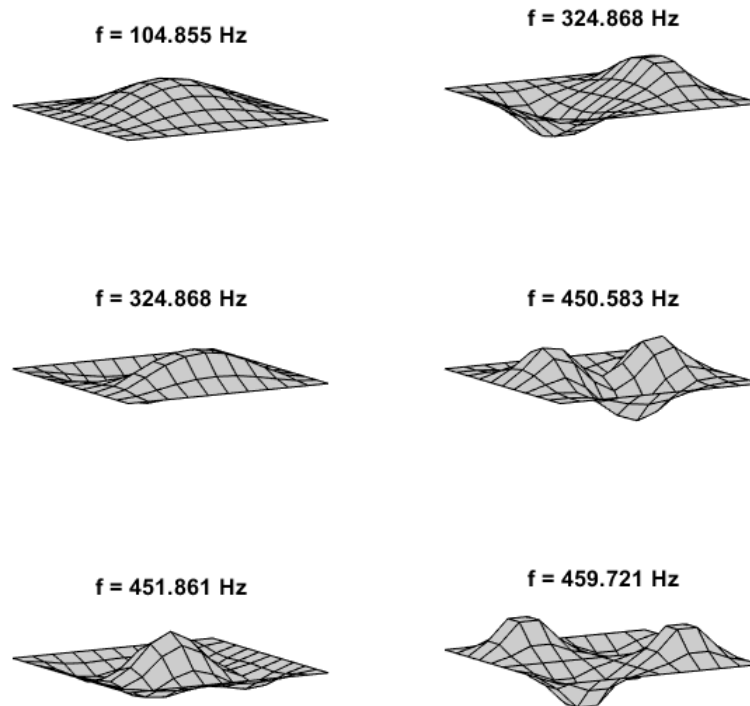 f = 104.855 Hz
f = 324.868 Hz
f = 324.868 Hz
f = 450.583 Hz
f = 451.861 Hz
f = 459.721 Hz